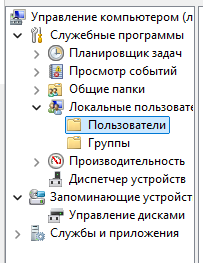 Управление компьютером (л
Служебные программы
Планировщик задач
Просмотр событий
Общие папки
Локальные пользовате
Пользователи
Группы
Производительность
Диспетчер устройств
Запоминающие устройст
Управление дисками
Службы и приложения